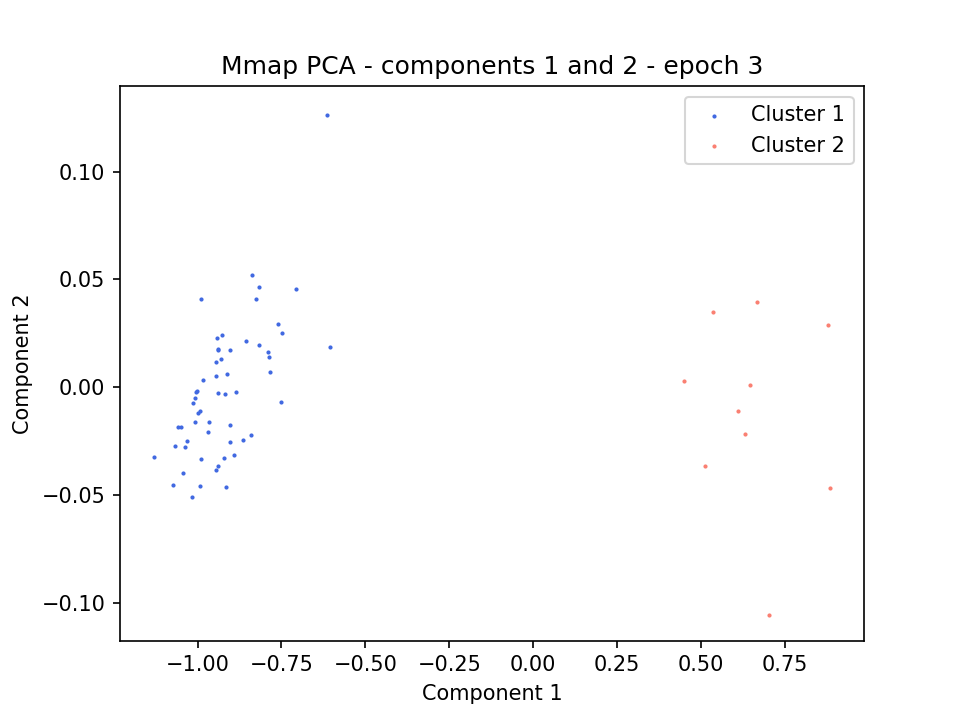 Mmap PCA - components 1 and 2 - epoch 3
Cluster 1
Cluster 2
0.10
0.05
0.00
−0.05
−0.10
Component 2
−1.00 −0.75 −0.50 −0.25 0.00 0.25 0.50 0.75
Component 1